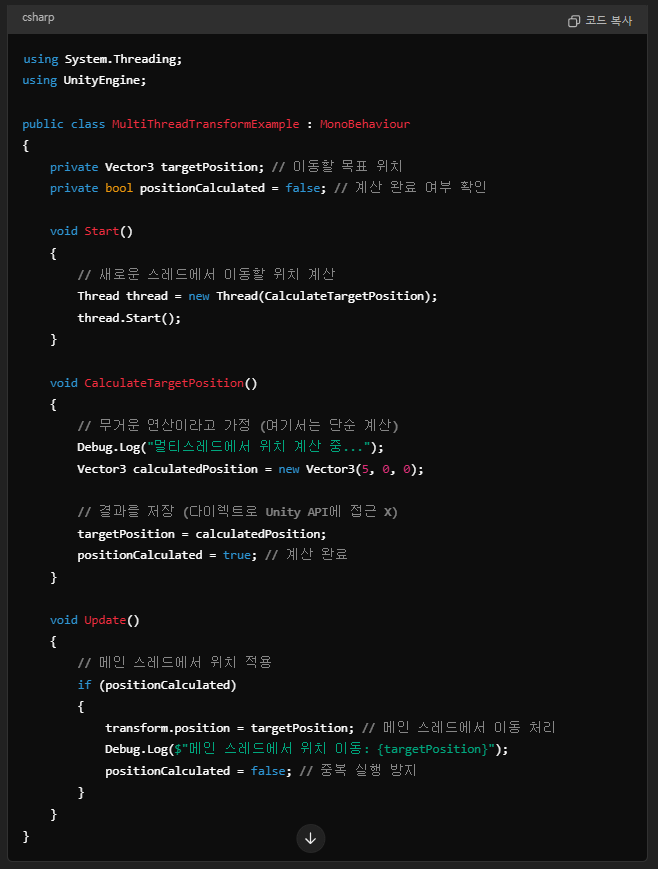 csharp
코드 복사
using System.Threading;
using UnityEngine;

public class MultiThreadTransformExample : MonoBehaviour
{
    private Vector3 targetPosition; // 이동할 목표 위치
    private bool positionCalculated = false; // 계산 완료 여부 확인

    void Start()
    {
        // 새로운 스레드에서 이동할 위치 계산
        Thread thread = new Thread(CalculateTargetPosition);
        thread.Start();
    }

    void CalculateTargetPosition()
    {
        // 무거운 연산이라고 가정 (여기서는 단순 계산)
        Debug.Log("멀티스레드에서 위치 계산 중...");
        Vector3 calculatedPosition = new Vector3(5, 0, 0);

        // 결과를 저장 (다이렉트로 Unity API에 접근 X)
        targetPosition = calculatedPosition;
        positionCalculated = true; // 계산 완료
    }

    void Update()
    {
        // 메인 스레드에서 위치 적용
        if (positionCalculated)
        {
            transform.position = targetPosition; // 메인 스레드에서 이동 처리
            Debug.Log($"메인 스레드에서 위치 이동: {targetPosition}");
            positionCalculated = false; // 중복 실행 방지
        }
    }
}